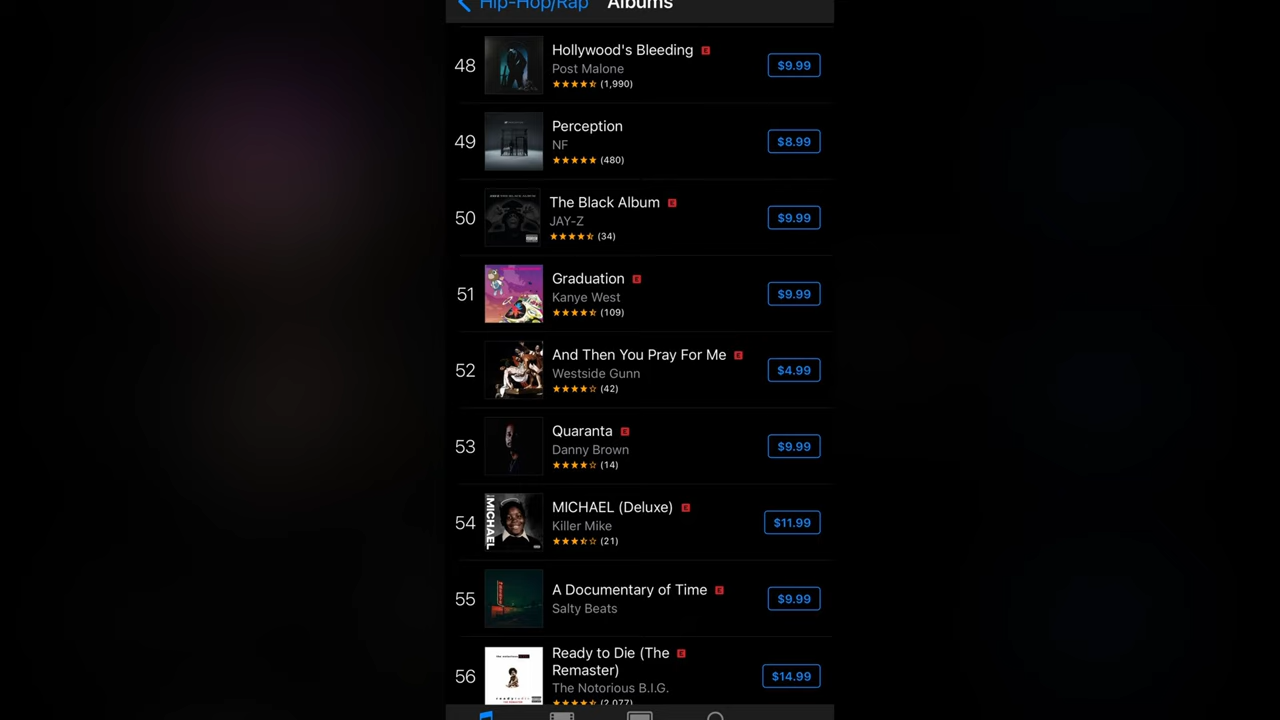 Hip-Hop/Rap Albums
48 Hollywood's Bleeding E
Post Malone
(1,990)
$9.99
49 Perception
NF
(480)
$8.99
50 The Black Album E
JAY-Z
(34)
$9.99
51 Graduation E
Kanye West
(109)
$9.99
52 And Then You Pray For Me E
Westside Gunn
(42)
$4.99
53 Quaranta E
Danny Brown
(14)
$9.99
MICHAEL
54 MICHAEL (Deluxe) E
Killer Mike
(21)
$11.99
55 A Documentary of Time E
Salty Beats
$9.99
56 Ready to Die (The E
Remaster)
The Notorious B.I.G.
(2,077)
$14.99